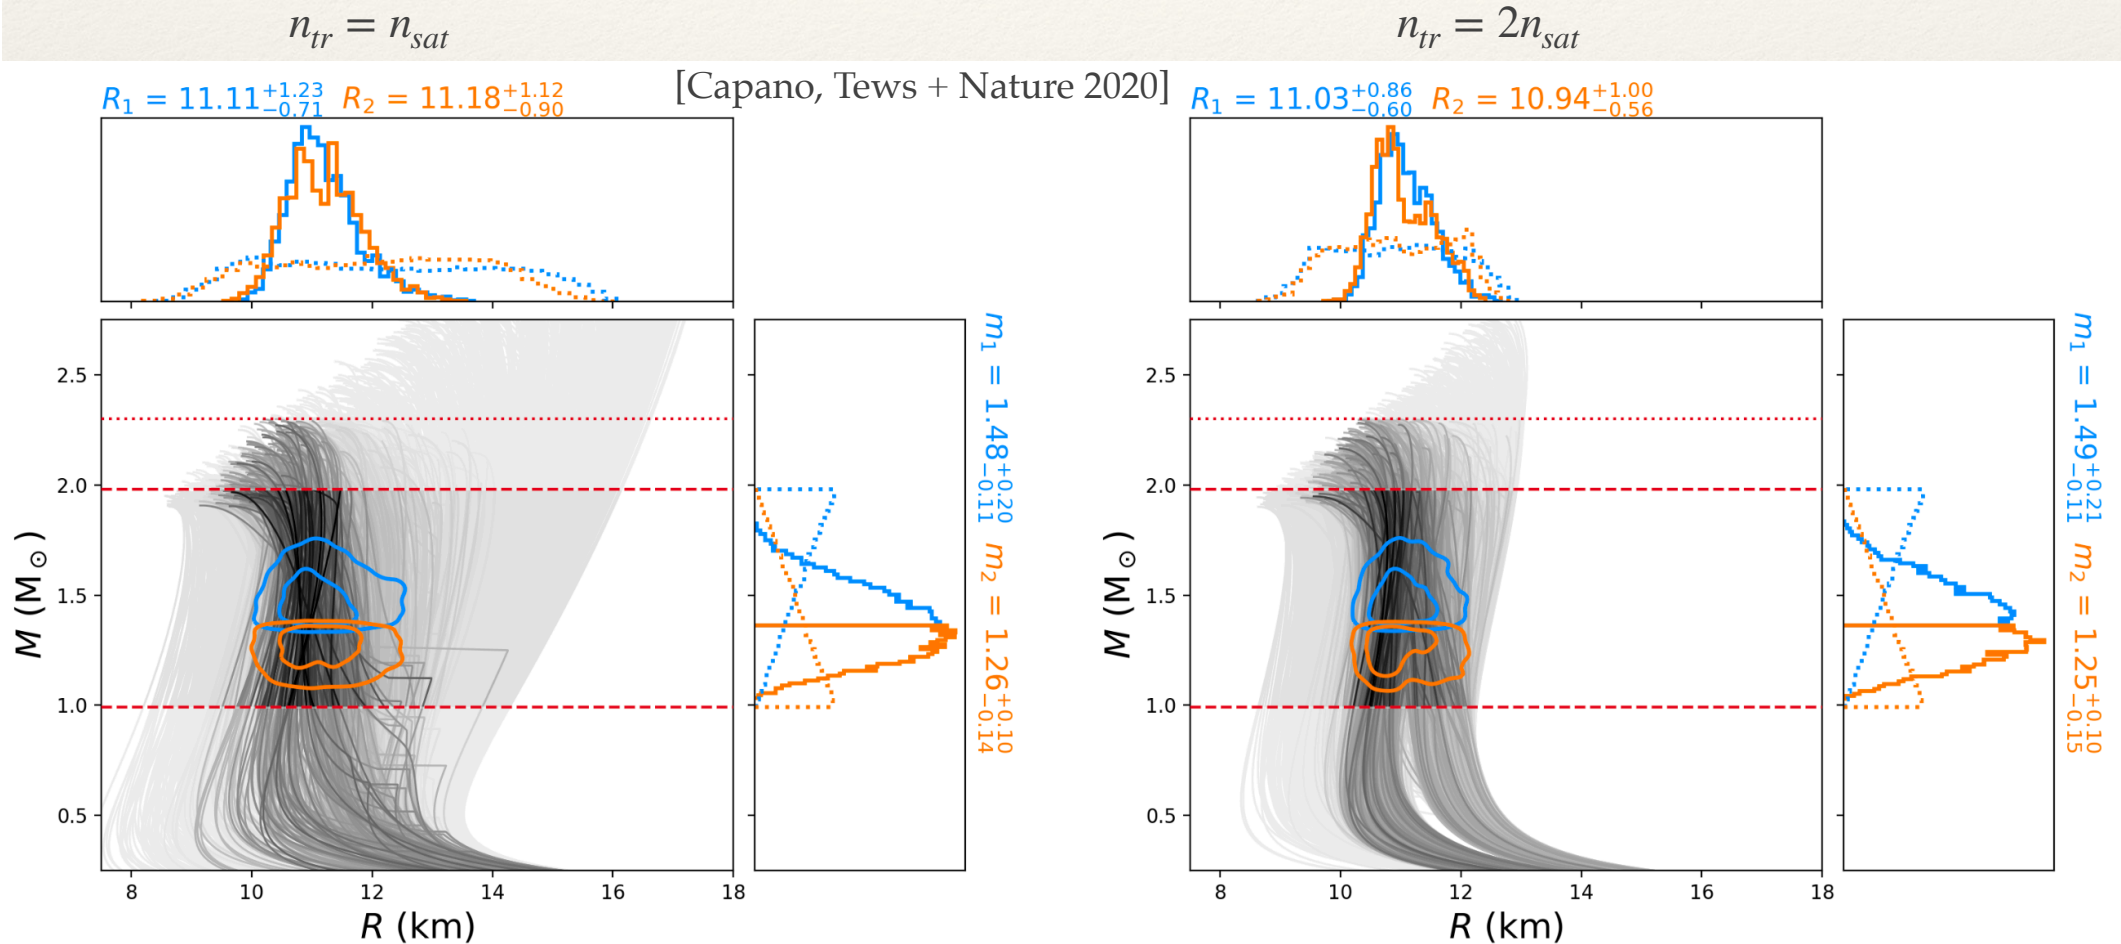 n_tr = n_sat
n_tr = 2n_sat
[Capano, Tews + Nature 2020]
R₁ = 11.11 +1.23 −0.71 R₂ = 11.18 +1.12 −0.90
2.5
2.0
1.5
1.0
0.5
M (M⊙)
8 10 12 14 16 18
R (km)
m₁ = 1.48 +0.20 −0.11 m₂ = 1.26 +0.10 −0.14
R₁ = 11.03 +0.86 −0.60 R₂ = 10.94 +1.00 −0.56
2.5
2.0
1.5
1.0
0.5
M (M⊙)
8 10 12 14 16 18
R (km)
m₁ = 1.49 +0.21 −0.11 m₂ = 1.25 +0.10 −0.15